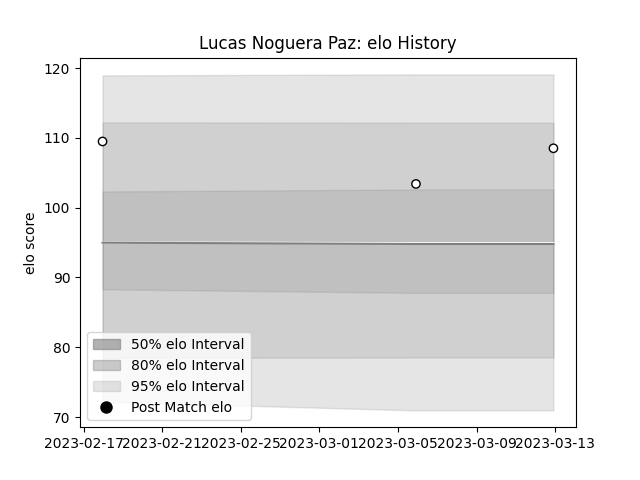 Lucas Noguera Paz: elo History
120
110
100
90
80
70
elo score
50% elo Interval
80% elo Interval
95% elo Interval
Post Match elo
2023-02-17 2023-02-21 2023-02-25 2023-03-01 2023-03-05 2023-03-09 2023-03-13